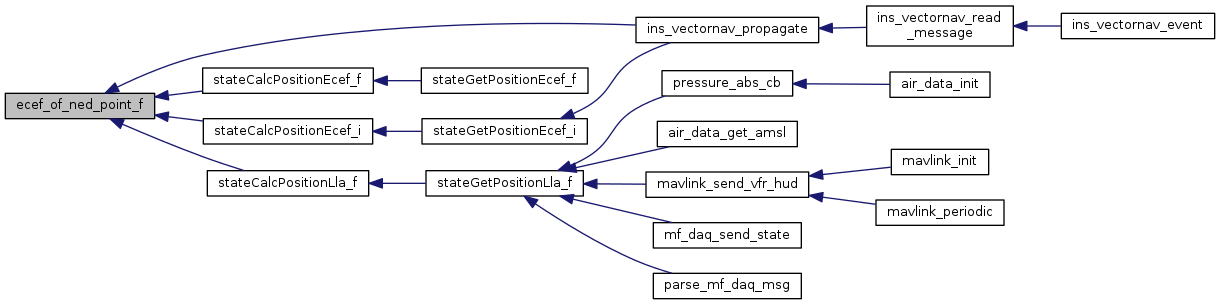 ecef_of_ned_point_f
stateCalcPositionEcef_f
stateCalcPositionEcef_i
stateCalcPositionLla_f
stateGetPositionEcef_f
stateGetPositionEcef_i
stateGetPositionLla_f
ins_vectornav_propagate
pressure_abs_cb
air_data_get_amsl
mavlink_send_vfr_hud
mf_daq_send_state
parse_mf_daq_msg
ins_vectornav_read
_message
air_data_init
mavlink_init
mavlink_periodic
ins_vectornav_event